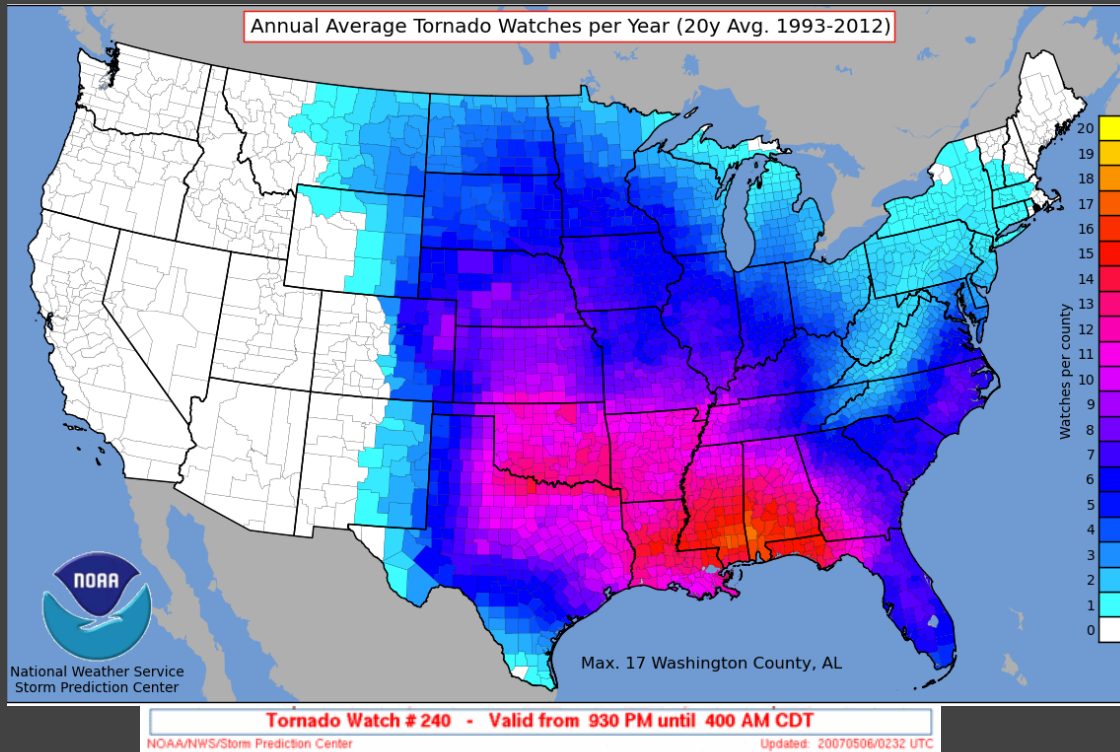 Annual Average Tornado Watches per Year (20y Avg. 1993-2012)
20
19
18
17
16
15
14
13
12
11
10
9
8
7
6
5
4
3
2
1
0
Watches per county
NOAA
National Weather Service
Storm Prediction Center
Max. 17 Washington County, AL
Tornado Watch # 240 - Valid from 930 PM until 400 AM CDT
NOAA/NWS/Storm Prediction Center
Updated: 20070506/0232 UTC